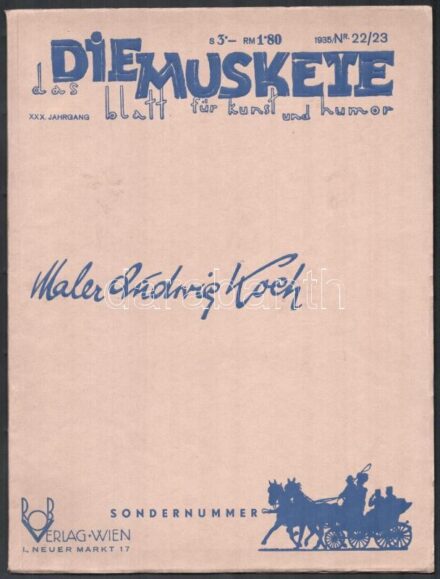 S 3·– RM 1·80 1935/Nr. 22/23
DIE MUSKETE
das blatt für kunst und humor
XXX. JAHRGANG
Maler Ludwig Koch
darabanth
SONDERNUMMER
VERLAG·WIEN
I., NEUER MARKT 17